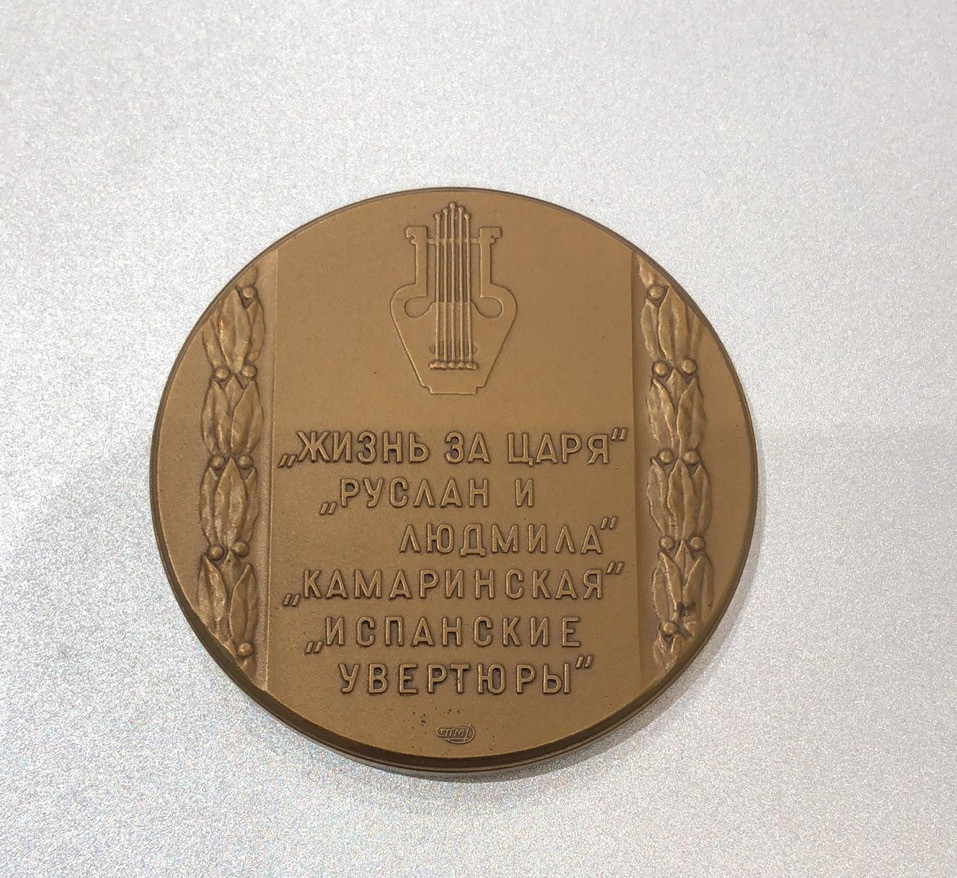 „ЖИЗНЬ ЗА ЦАРЯ"
„РУСЛАН И
ЛЮДМИЛА"
„КАМАРИНСКАЯ"
„ИСПАНСКИЕ
УВЕРТЮРЫ"